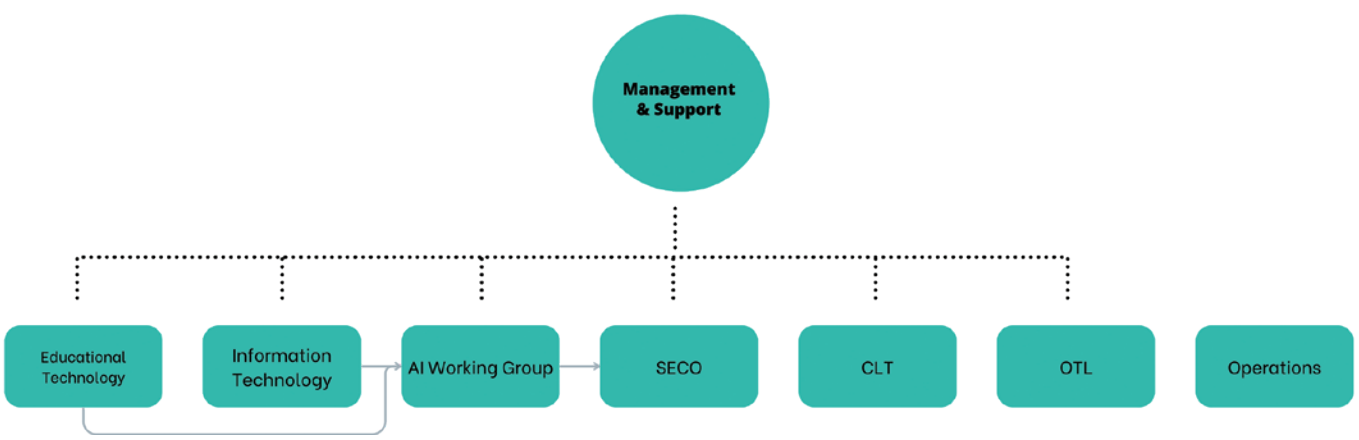 Management
& Support
Educational
Technology
Information
Technology
AI Working Group
SECO
CLT
OTL
Operations